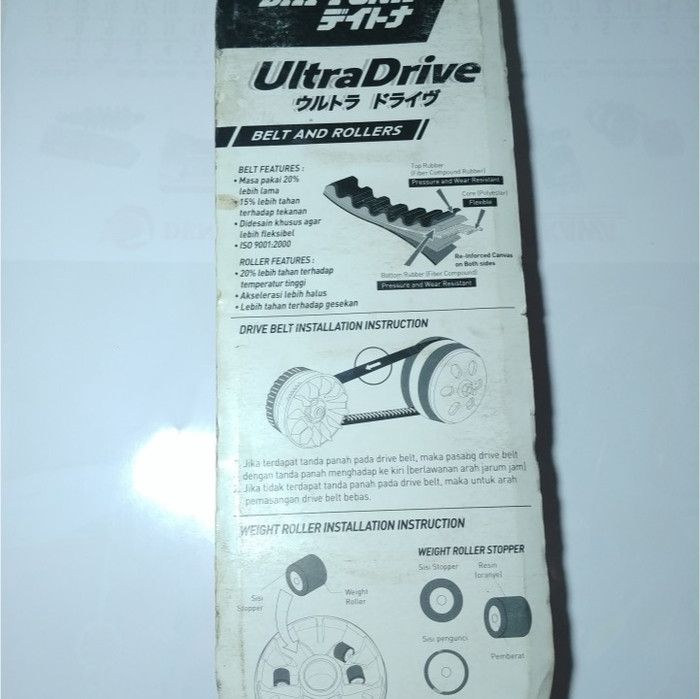 デイトナ
UltraDrive
ウルトラ ドライヴ
BELT AND ROLLERS
BELT FEATURES :
• Masa pakai 20%
lebih lama
• 15% lebih tahan
terhadap tekanan
• Didesain khusus agar
lebih fleksibel
• ISO 9001:2000
ROLLER FEATURES :
• 20% lebih tahan terhadap
temperatur tinggi
• Akselerasi lebih halus
• Lebih tahan terhadap gesekan
Top Rubber
(Fiber Compound Rubber)
Pressure and Wear Resistant
Core (Polyester)
Flexible
Re-Inforced Canvas
on Both sides
Bottom Rubber (Fiber Compound)
Pressure and Wear Resistant
DRIVE BELT INSTALLATION INSTRUCTION
Jika terdapat tanda panah pada drive belt, maka pasang drive belt
dengan tanda panah menghadap ke kiri (berlawanan arah jarum jam)
Jika tidak terdapat tanda panah pada drive belt, maka untuk arah
pemasangan drive belt bebas.
WEIGHT ROLLER INSTALLATION INSTRUCTION
Sisi
Stopper
Weight
Roller
WEIGHT ROLLER STOPPER
Sisi Stopper
Resin
(oranye)
Sisi pengunci
Pemberat